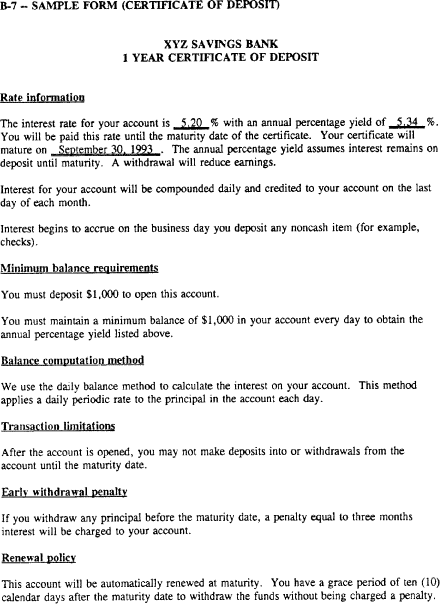 B-7 -- SAMPLE FORM (CERTIFICATE OF DEPOSIT)
XYZ SAVINGS BANK
1 YEAR CERTIFICATE OF DEPOSIT
Rate information
The interest rate for your account is 5.20 % with an annual percentage yield of 5.34 %.
You will be paid this rate until the maturity date of the certificate. Your certificate will
mature on September 30, 1993 . The annual percentage yield assumes interest remains on
deposit until maturity. A withdrawal will reduce earnings.
Interest for your account will be compounded daily and credited to your account on the last
day of each month.
Interest begins to accrue on the business day you deposit any noncash item (for example,
checks).
Minimum balance requirements
You must deposit $1,000 to open this account.
You must maintain a minimum balance of $1,000 in your account every day to obtain the
annual percentage yield listed above.
Balance computation method
We use the daily balance method to calculate the interest on your account. This method
applies a daily periodic rate to the principal in the account each day.
Transaction limitations
After the account is opened, you may not make deposits into or withdrawals from the
account until the maturity date.
Early withdrawal penalty
If you withdraw any principal before the maturity date, a penalty equal to three months
interest will be charged to your account.
Renewal policy
This account will be automatically renewed at maturity. You have a grace period of ten (10)
calendar days after the maturity date to withdraw the funds without being charged a penalty.